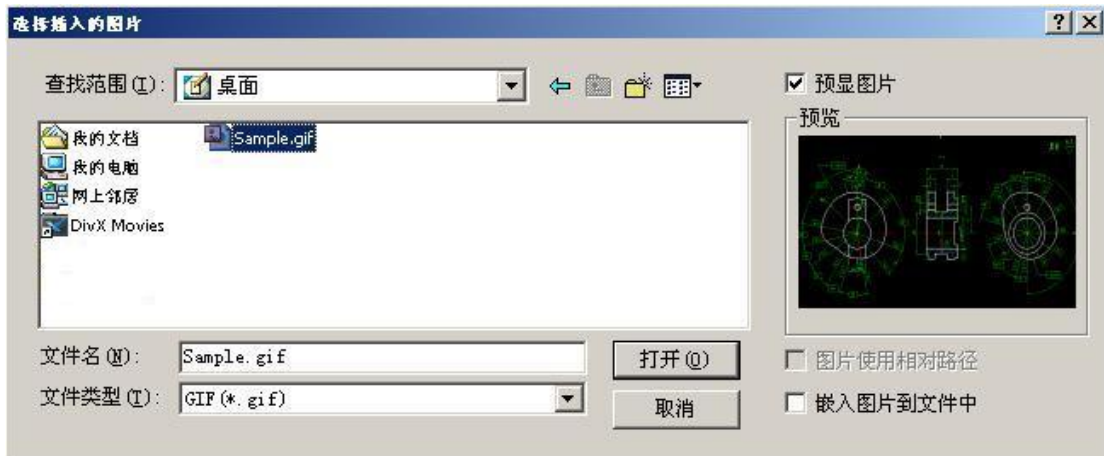 选择插入的图片
查找范围(I): 桌面
预显图片
预览
我的文档
Sample.gif
我的电脑
网上邻居
DivX Movies
文件名(N): Sample.gif
打开(O)
图片使用相对路径
文件类型(T): GIF(*.gif)
取消
嵌入图片到文件中